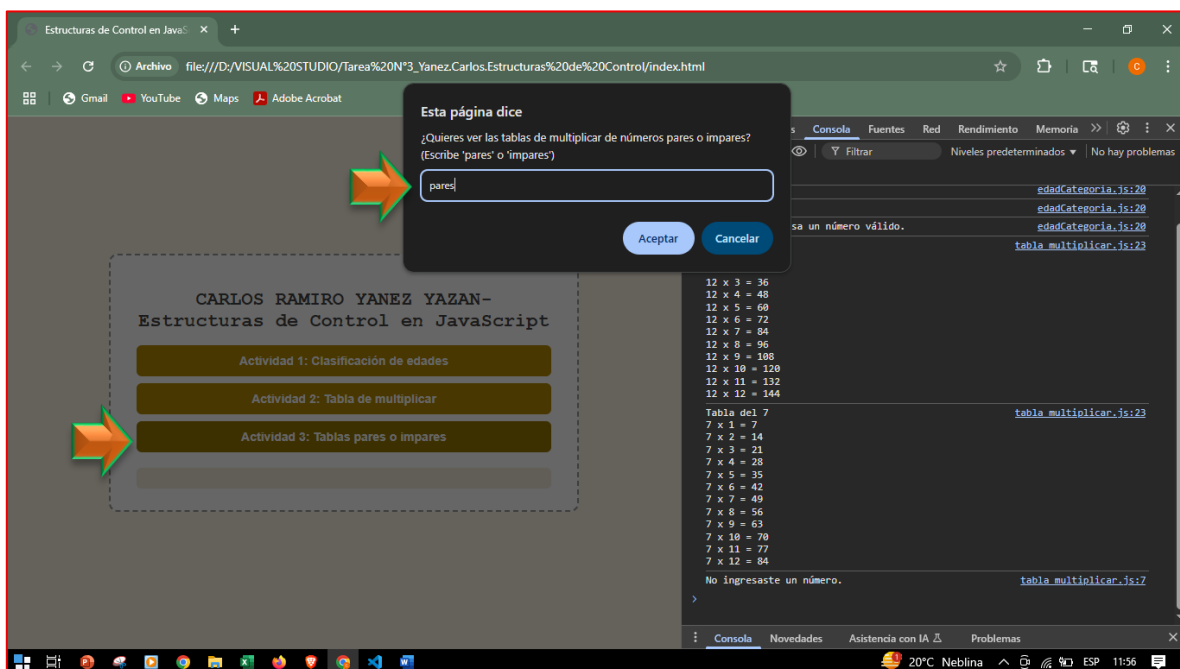 Estructuras de Control en JavaS
Archivo file:///D:/VISUAL%20STUDIO/Tarea%20N°3_Yanez.Carlos.Estructuras%20de%20Control/index.html
C
Gmail YouTube Maps Adobe Acrobat
Esta página dice
¿Quieres ver las tablas de multiplicar de números pares o impares?
(Escribe 'pares' o 'impares')
pares
Aceptar Cancelar
CARLOS RAMIRO YANEZ YAZAN-
Estructuras de Control en JavaScript
Actividad 1: Clasificación de edades
Actividad 2: Tabla de multiplicar
Actividad 3: Tablas pares o impares
s Consola Fuentes Red Rendimiento Memoria
Filtrar Niveles predeterminados No hay problemas
edadCategoria.js:20
edadCategoria.js:20
sa un número válido. edadCategoria.js:20
tabla multiplicar.js:23
12 x 3 = 36
12 x 4 = 48
12 x 5 = 60
12 x 6 = 72
12 x 7 = 84
12 x 8 = 96
12 x 9 = 108
12 x 10 = 120
12 x 11 = 132
12 x 12 = 144
Tabla del 7 tabla multiplicar.js:23
7 x 1 = 7
7 x 2 = 14
7 x 3 = 21
7 x 4 = 28
7 x 5 = 35
7 x 6 = 42
7 x 7 = 49
7 x 8 = 56
7 x 9 = 63
7 x 10 = 70
7 x 11 = 77
7 x 12 = 84
No ingresaste un número. tabla multiplicar.js:7
Consola Novedades Asistencia con IA Problemas
20°C Neblina ESP 11:56